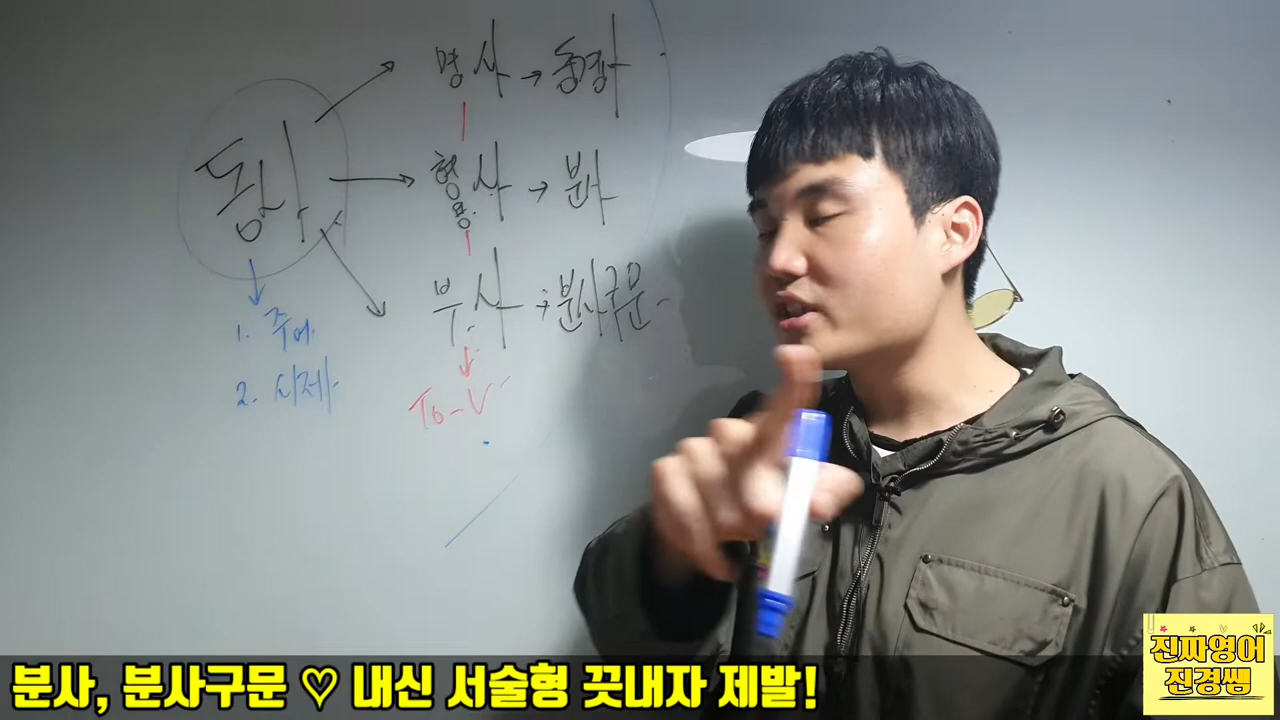 동사
명사 → 동명사
형용사 → 분사
부사 → 분사구문
1. 주어
2. 시제
To-V
분사, 분사구문 ♡ 내신 서술형 끗내자 제발!
진짜영어
진경쌤